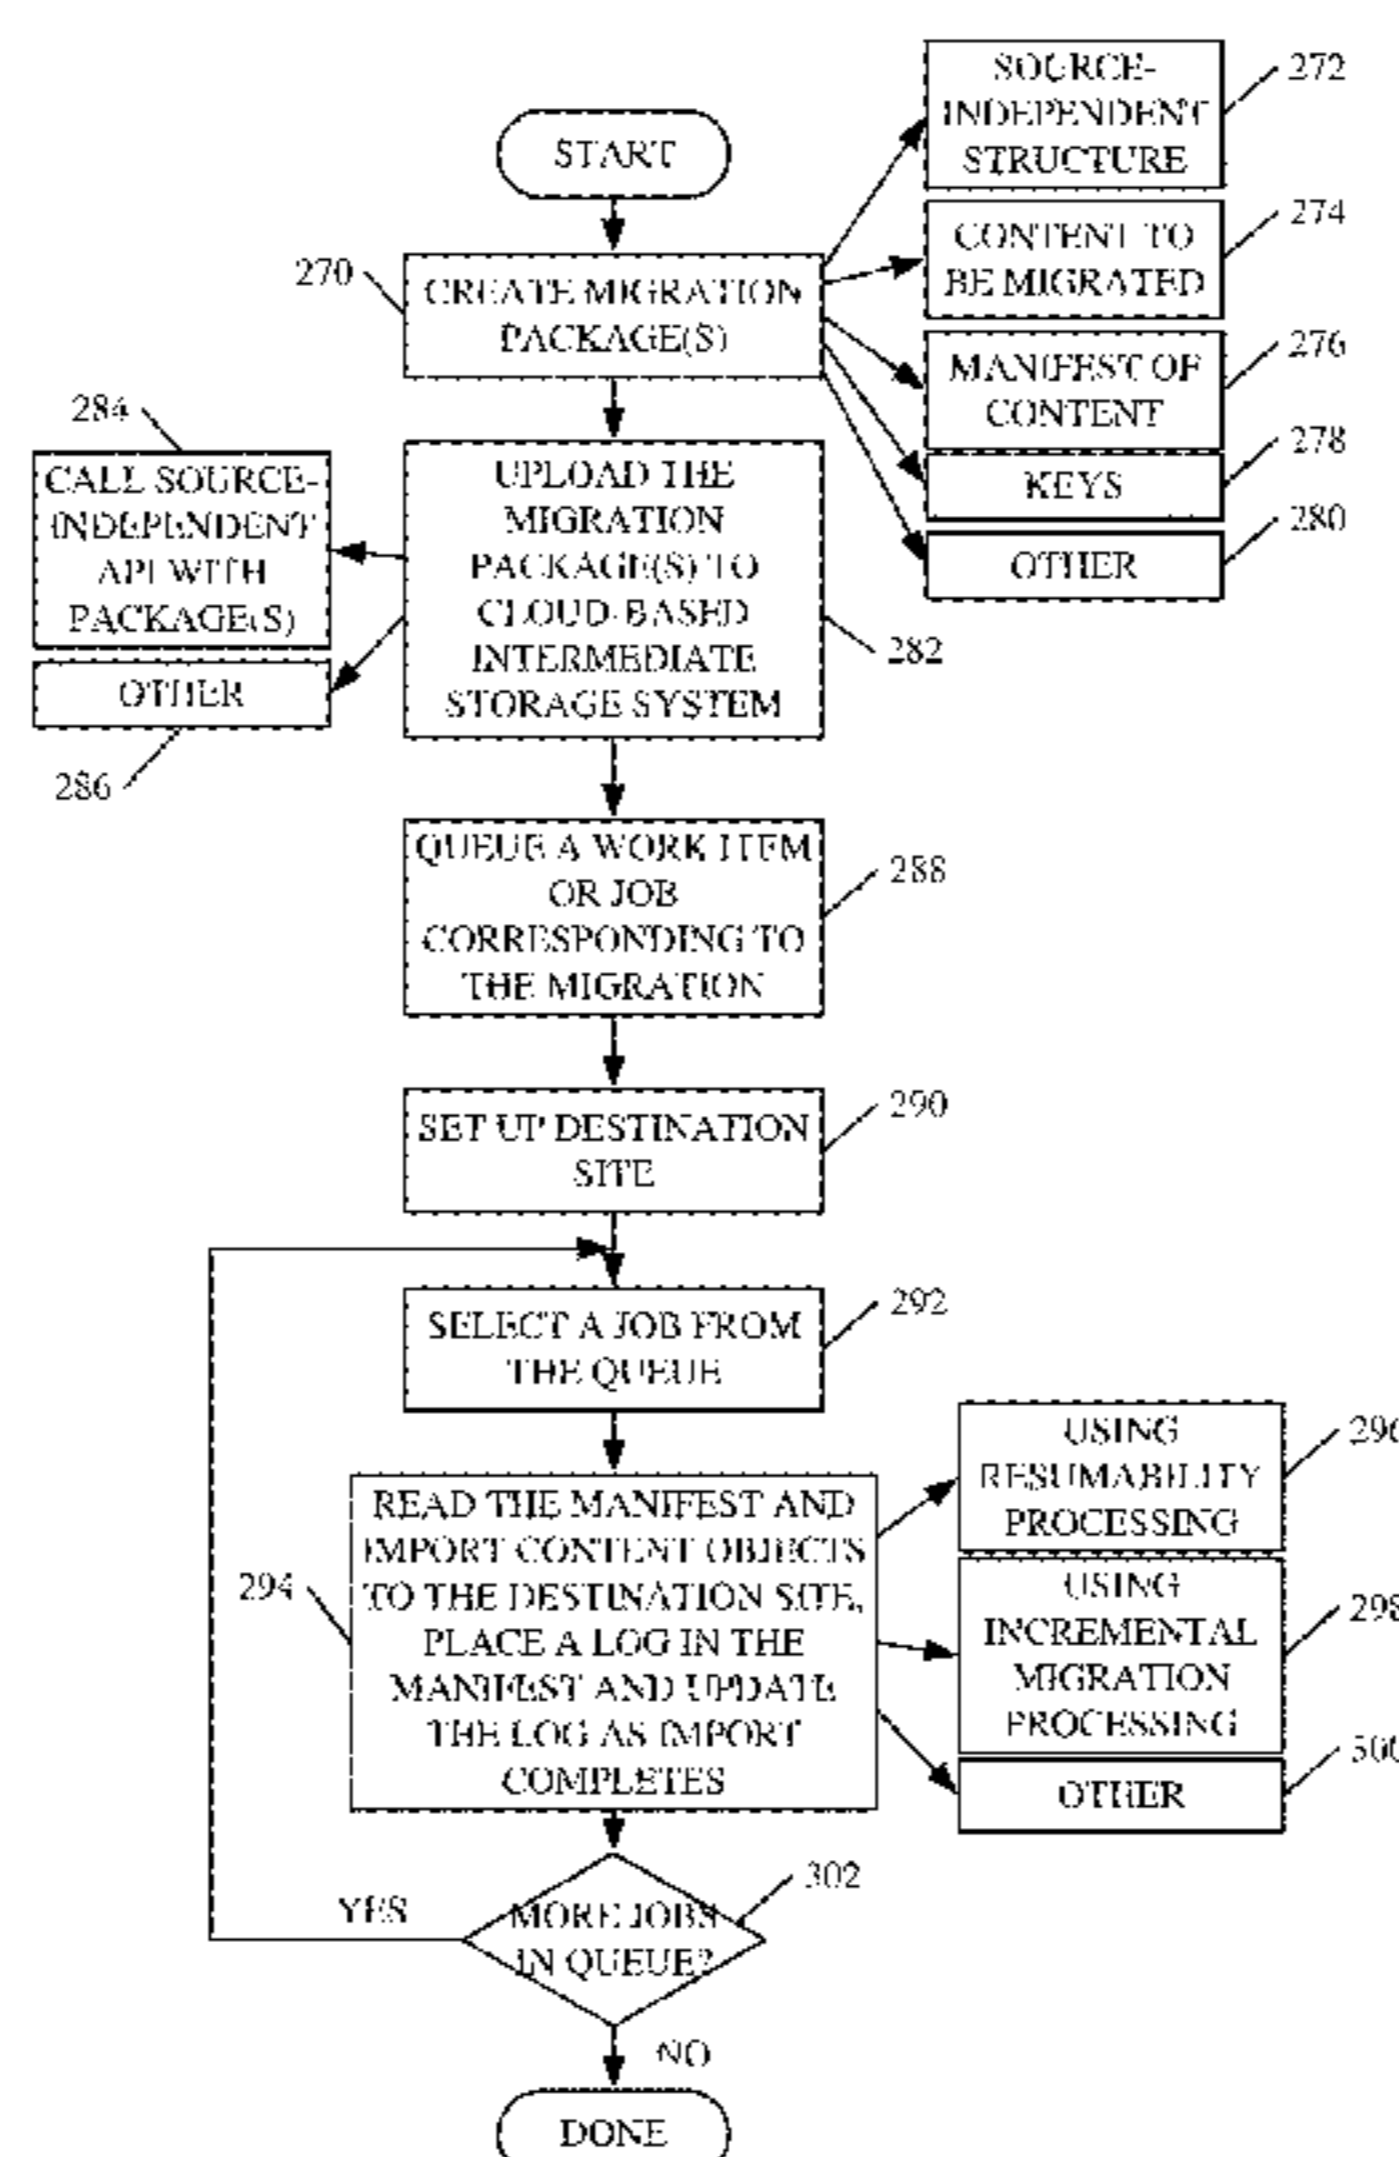 START
270
CREATE MIGRATION
PACKAGE(S)
SOURCE-
INDEPENDENT
STRUCTURE
272
CONTENT TO
BE MIGRATED
274
MANIFEST OF
CONTENT
276
KEYS
278
OTHER
280
284
CALL SOURCE-
INDEPENDENT
API WITH
PACKAGE(S)
OTHER
286
UPLOAD THE
MIGRATION
PACKAGE(S) TO
CLOUD-BASED
INTERMEDIATE
STORAGE SYSTEM
282
QUEUE A WORK ITEM
OR JOB
CORRESPONDING TO
THE MIGRATION
288
SET UP DESTINATION
SITE
290
SELECT A JOB FROM
THE QUEUE
292
294
READ THE MANIFEST AND
IMPORT CONTENT OBJECTS
TO THE DESTINATION SITE,
PLACE A LOG IN THE
MANIFEST AND UPDATE
THE LOG AS IMPORT
COMPLETES
USING
RESUMABILITY
PROCESSING
296
USING
INCREMENTAL
MIGRATION
PROCESSING
298
OTHER
300
MORE JOBS
IN QUEUE?
302
YES
NO
DONE